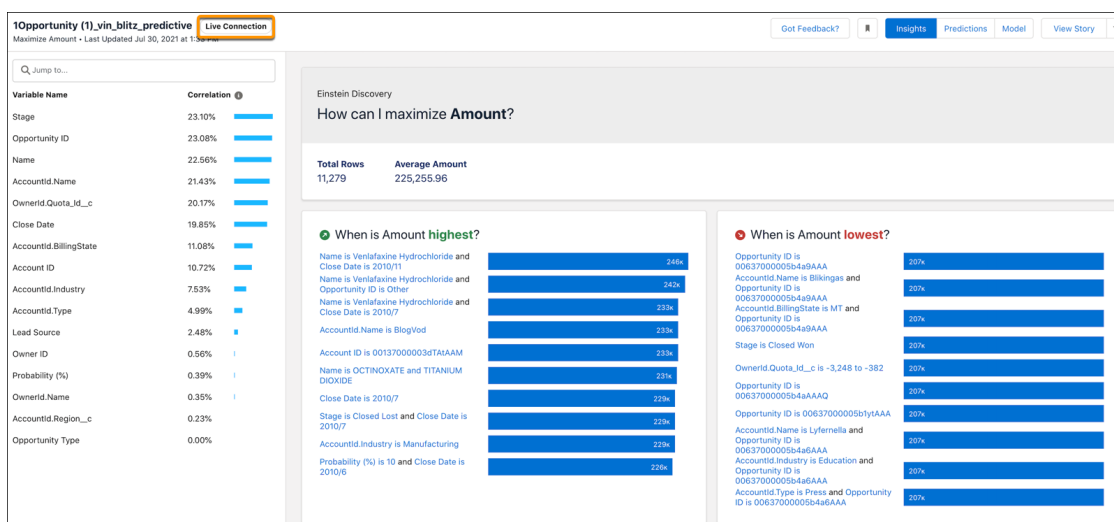 1Opportunity (1)_vin_blitz_predictive
Live Connection
Maximize Amount • Last Updated Jul 30, 2021 at 1:
Got Feedback?
Insights
Predictions
Model
View Story
Jump to...
Variable Name Correlation
Stage 23.10%
Opportunity ID 23.08%
Name 22.56%
AccountId.Name 21.43%
OwnerId.Quota_Id__c 20.17%
Close Date 19.85%
AccountId.BillingState 11.08%
Account ID 10.72%
AccountId.Industry 7.53%
AccountId.Type 4.99%
Lead Source 2.48%
Owner ID 0.56%
Probability (%) 0.39%
OwnerId.Name 0.35%
AccountId.Region__c 0.23%
Opportunity Type 0.00%
Einstein Discovery
How can I maximize Amount?
Total Rows Average Amount
11,279 225,255.96
When is Amount highest?
Name is Venlafaxine Hydrochloride and
Close Date is 2010/11
246K
Name is Venlafaxine Hydrochloride and
Opportunity ID is Other
242K
Name is Venlafaxine Hydrochloride and
Close Date is 2010/7
233K
AccountId.Name is BlogVod
233K
Account ID is 00137000003dTAtAAM
233K
Name is OCTINOXATE and TITANIUM
DIOXIDE
231K
Close Date is 2010/7
229K
Stage is Closed Lost and Close Date is
2010/7
229K
AccountId.Industry is Manufacturing
229K
Probability (%) is 10 and Close Date is
2010/6
226K
When is Amount lowest?
Opportunity ID is
00637000005b4a9AAA
207K
AccountId.Name is Blikingas and
Opportunity ID is
00637000005b4a9AAA
207K
AccountId.BillingState is MT and
Opportunity ID is
00637000005b4a9AAA
207K
Stage is Closed Won
207K
OwnerId.Quota_Id__c is -3,248 to -382
207K
Opportunity ID is
00637000005b4aAAAQ
207K
Opportunity ID is 00637000005b1ytAAA
207K
AccountId.Name is Lyfernella and
Opportunity ID is
00637000005b4a6AAA
207K
AccountId.Industry is Education and
Opportunity ID is
00637000005b4a6AAA
207K
AccountId.Type is Press and Opportunity
ID is 00637000005b4a6AAA
207K